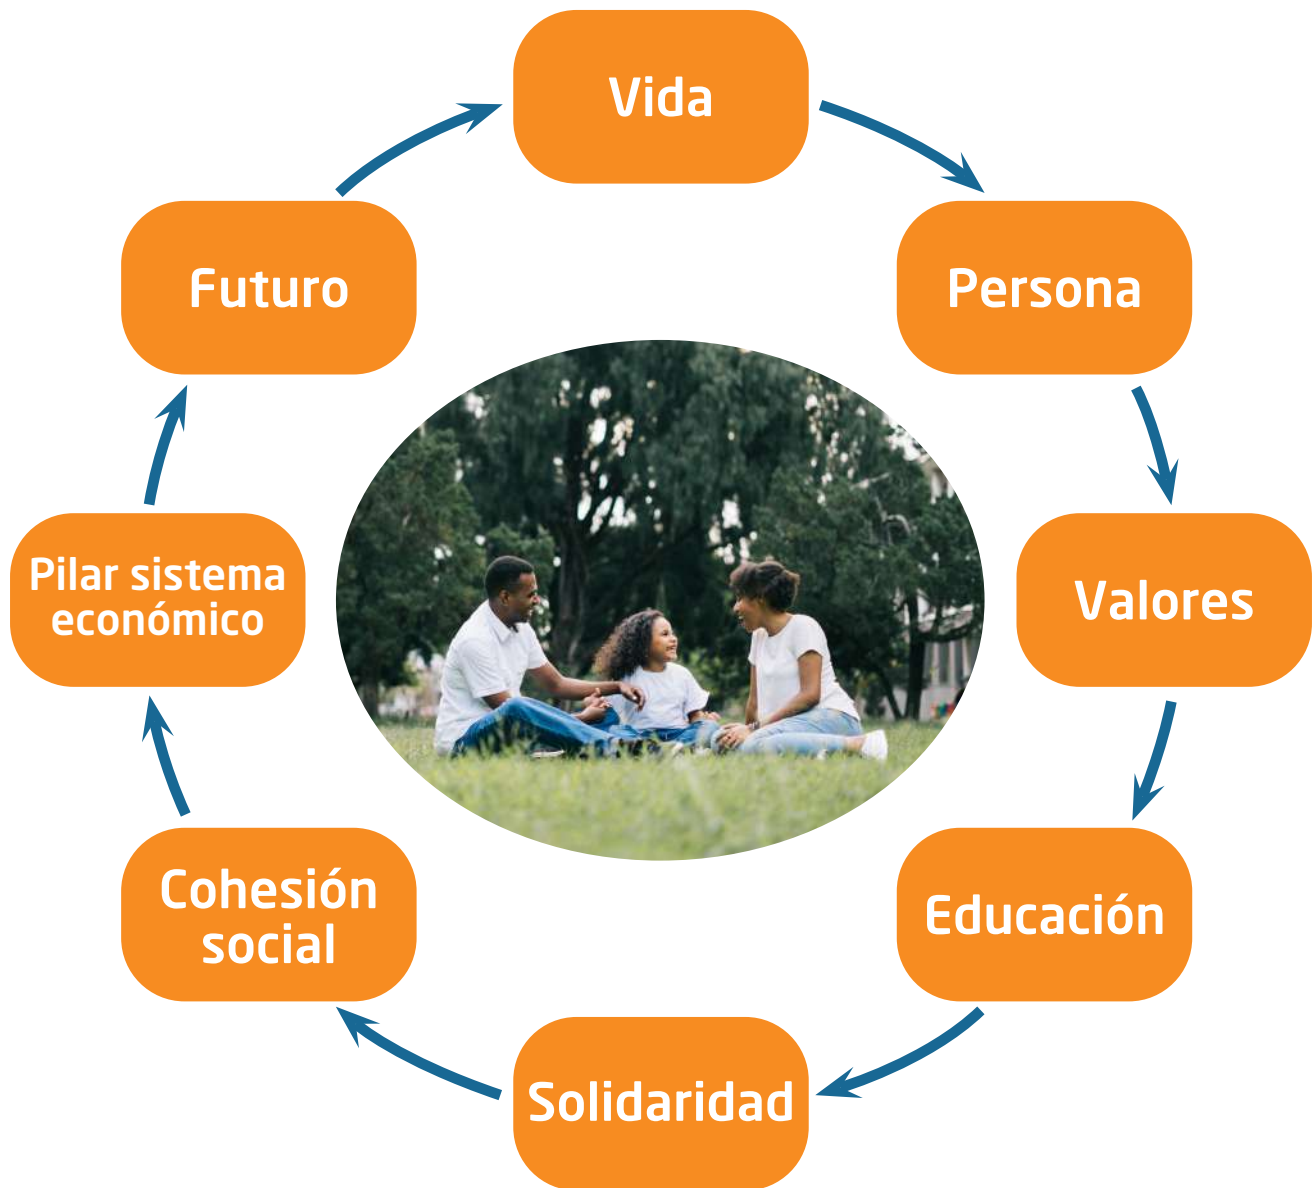 Vida
Persona
Valores
Educación
Solidaridad
Cohesión
social
Pilar sistema
económico
Futuro